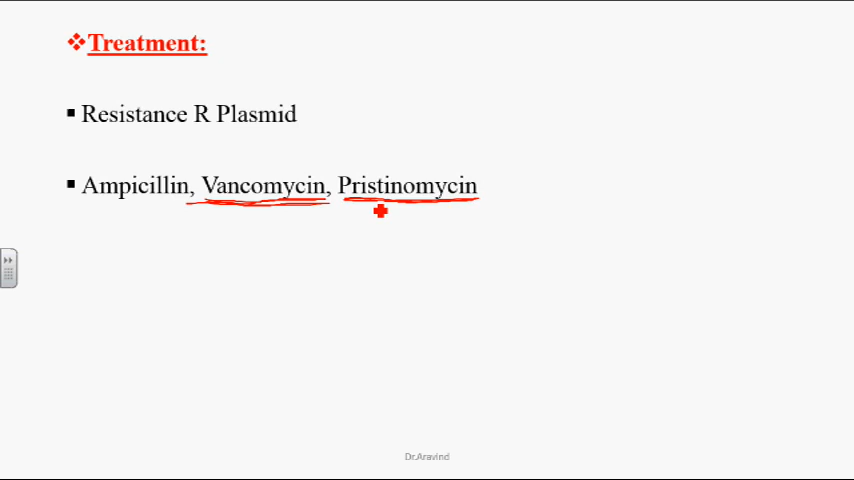 Treatment:
Resistance R Plasmid
Ampicillin, Vancomycin, Pristinomycin
Dr.Aravind